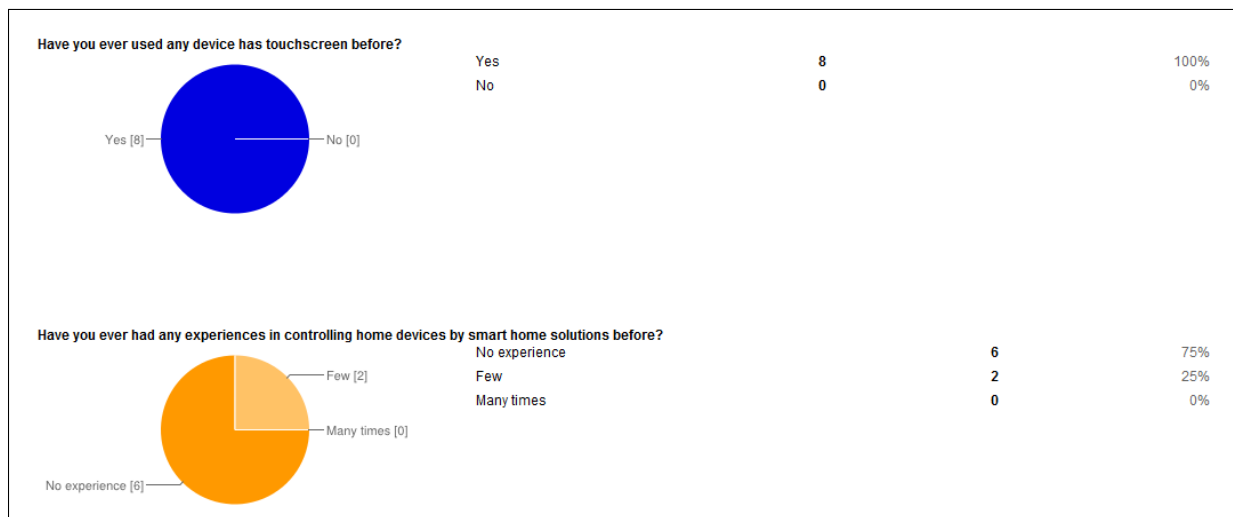 Have you ever used any device has touchscreen before?
Yes 8 100%
No 0 0%
Yes [8]
No [0]
Have you ever had any experiences in controlling home devices by smart home solutions before?
No experience 6 75%
Few 2 25%
Many times 0 0%
Few [2]
Many times [0]
No experience [6]